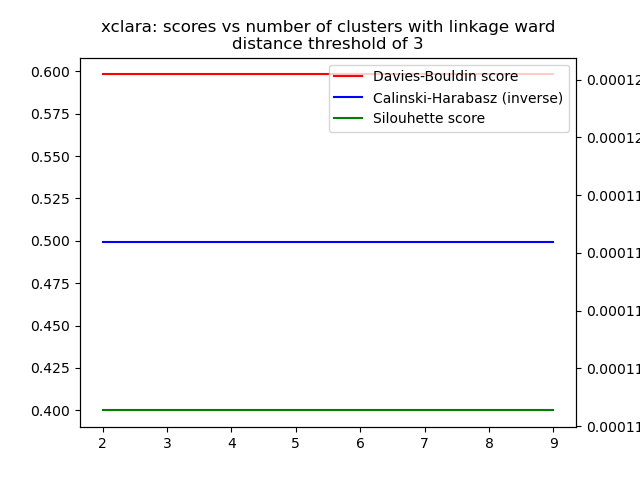 xclara: scores vs number of clusters with linkage ward
distance threshold of 3
Davies-Bouldin score
Calinski-Harabasz (inverse)
Silouhette score
0.600
0.575
0.550
0.525
0.500
0.475
0.450
0.425
0.400
0.00012
0.00012
0.00011
0.00011
0.00011
0.00011
0.00011
2 3 4 5 6 7 8 9